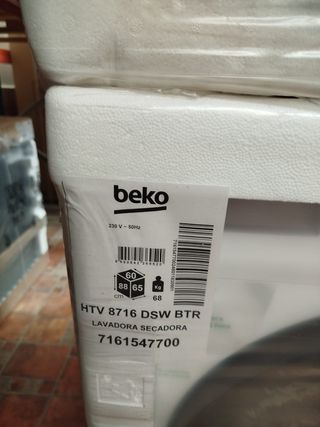 beko
230 V ~ 50Hz
60
88 65
cm
Kg
68
HTV 8716 DSW BTR
LAVADORA SECADORA
7161547700